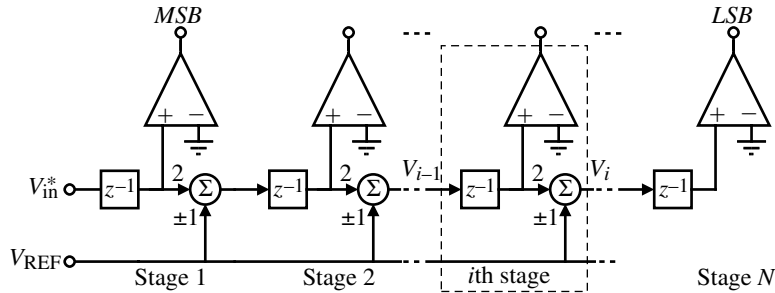 MSB LSB
+ − + − + − + −
V*in z⁻¹ 2 Σ z⁻¹ 2 Σ Vi−1 z⁻¹ 2 Σ Vi z⁻¹
±1 ±1 ±1
VREF
Stage 1 Stage 2 ith stage Stage N